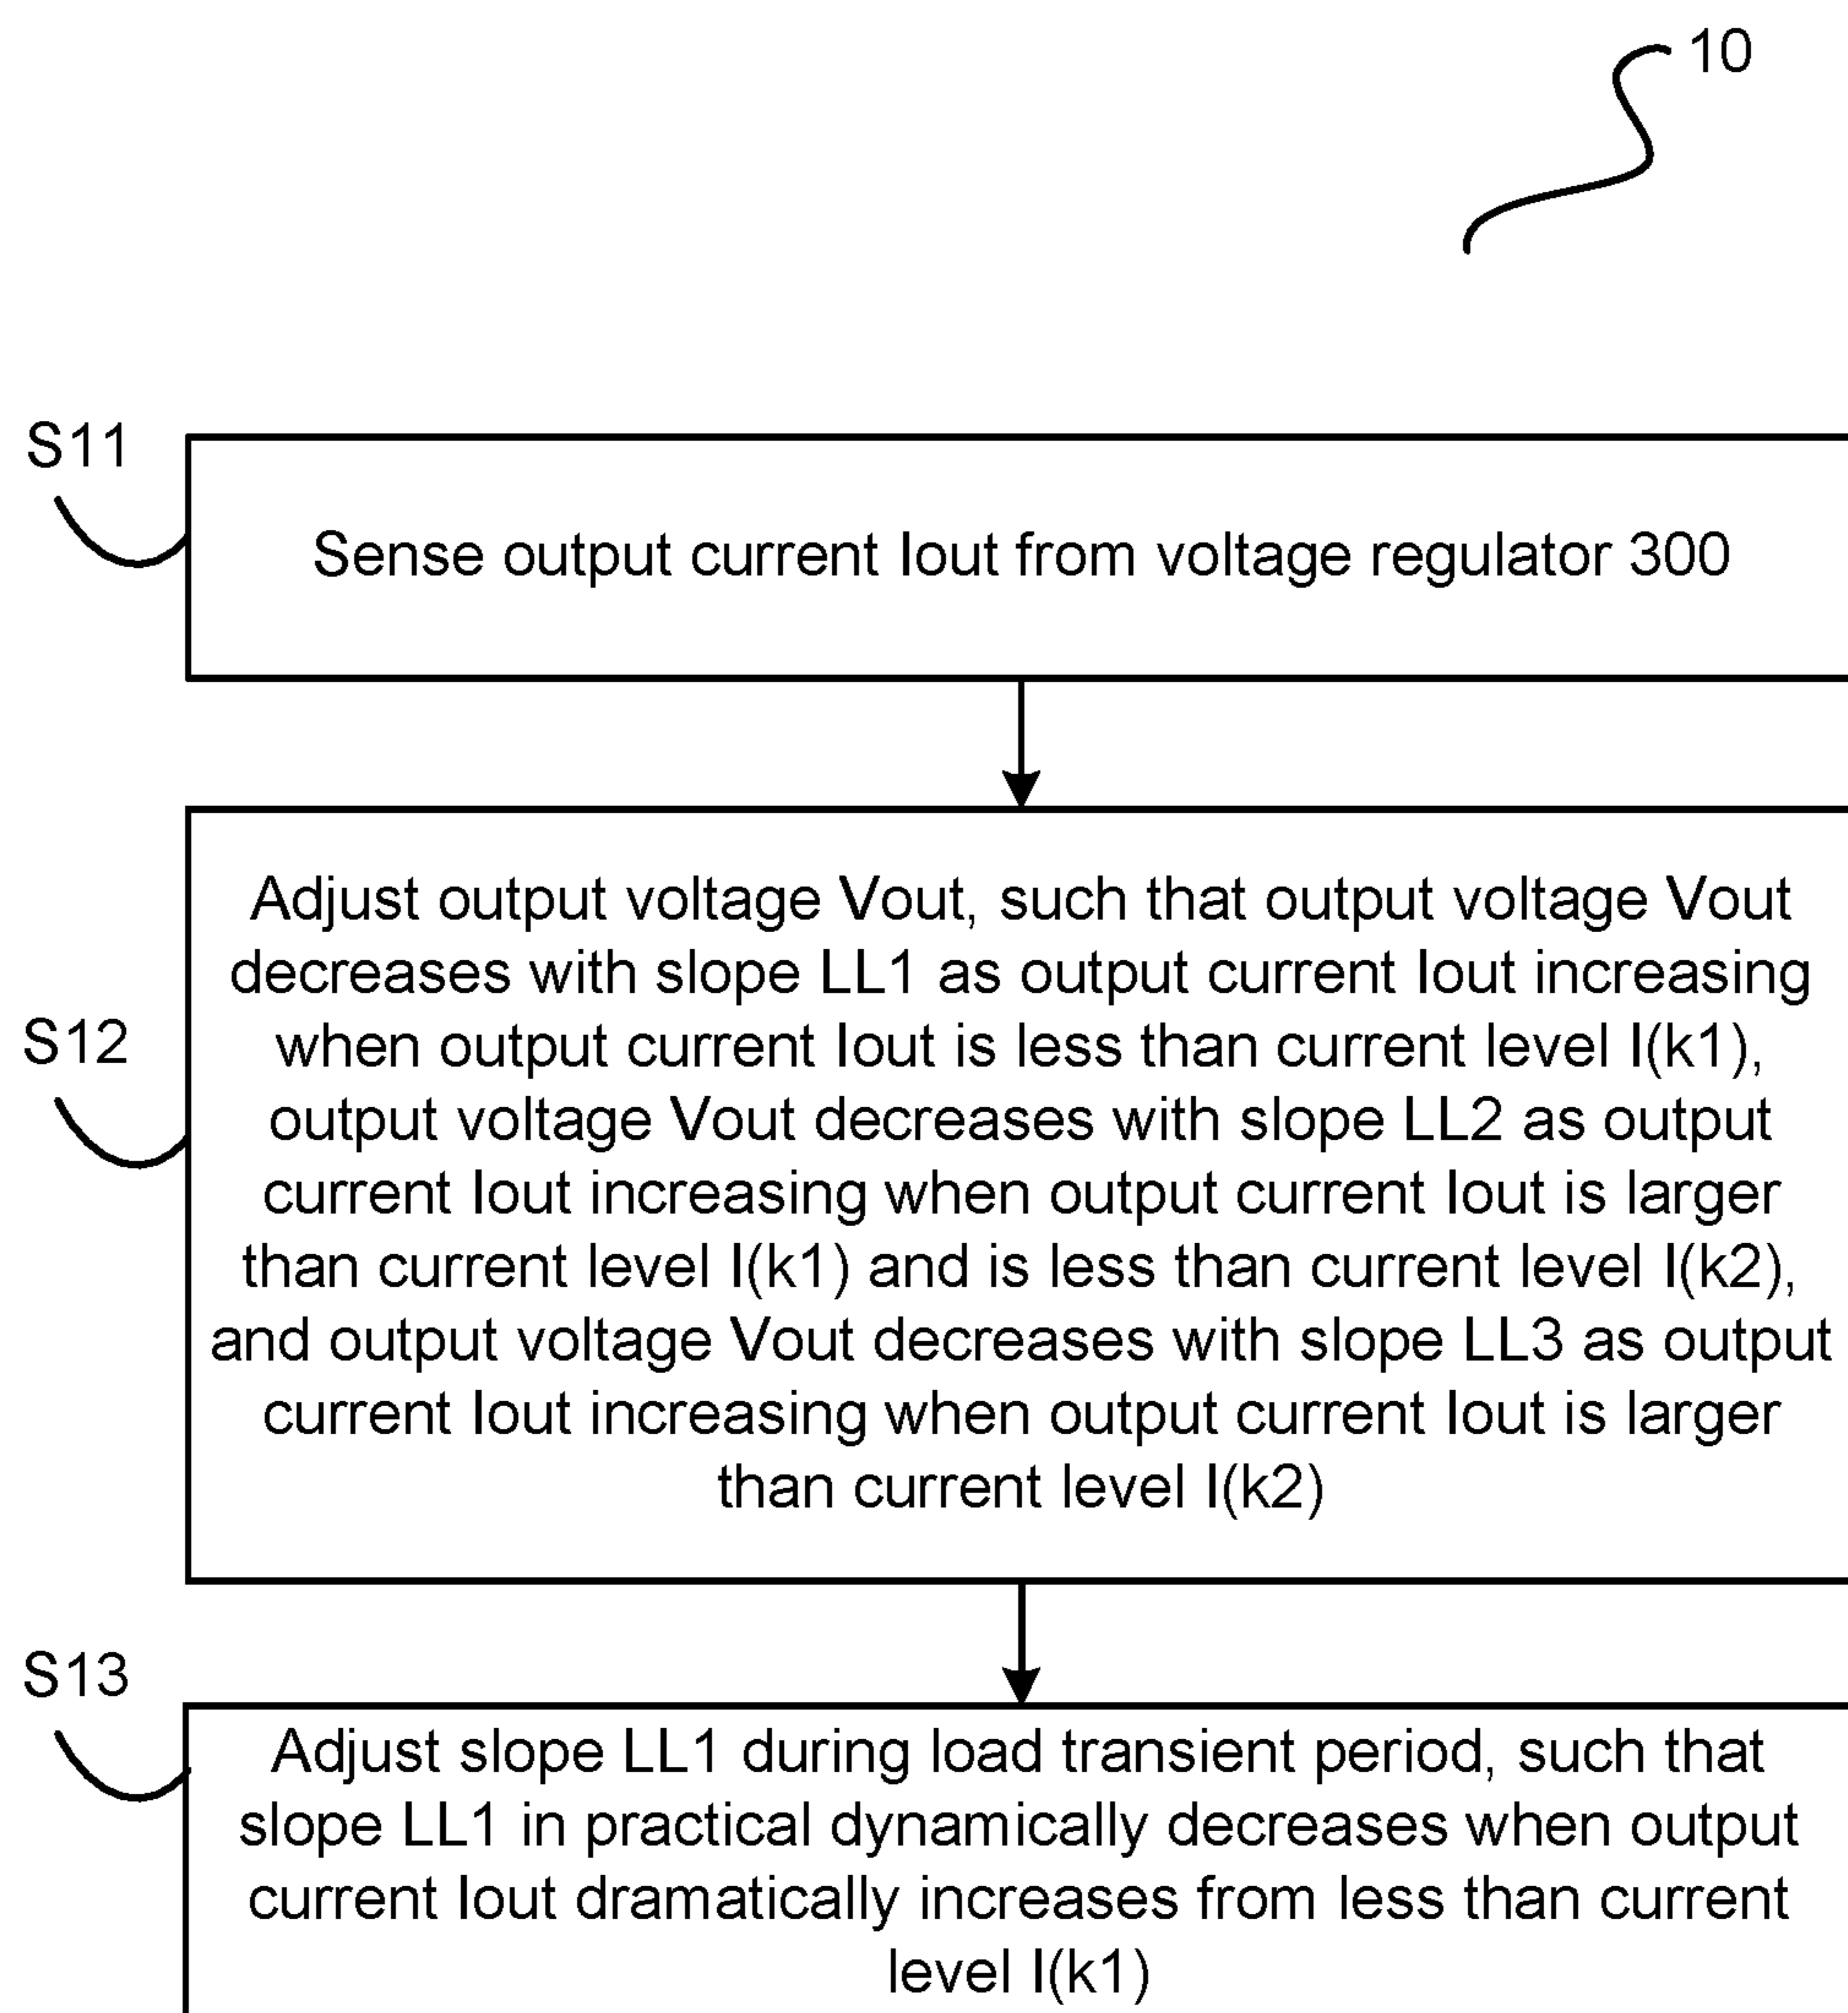 10
S11
Sense output current Iout from voltage regulator 300
S12
Adjust output voltage Vout, such that output voltage Vout
decreases with slope LL1 as output current Iout increasing
when output current Iout is less than current level I(k1),
output voltage Vout decreases with slope LL2 as output
current Iout increasing when output current Iout is larger
than current level I(k1) and is less than current level I(k2),
and output voltage Vout decreases with slope LL3 as output
current Iout increasing when output current Iout is larger
than current level I(k2)
S13
Adjust slope LL1 during load transient period, such that
slope LL1 in practical dynamically decreases when output
current Iout dramatically increases from less than current
level I(k1)